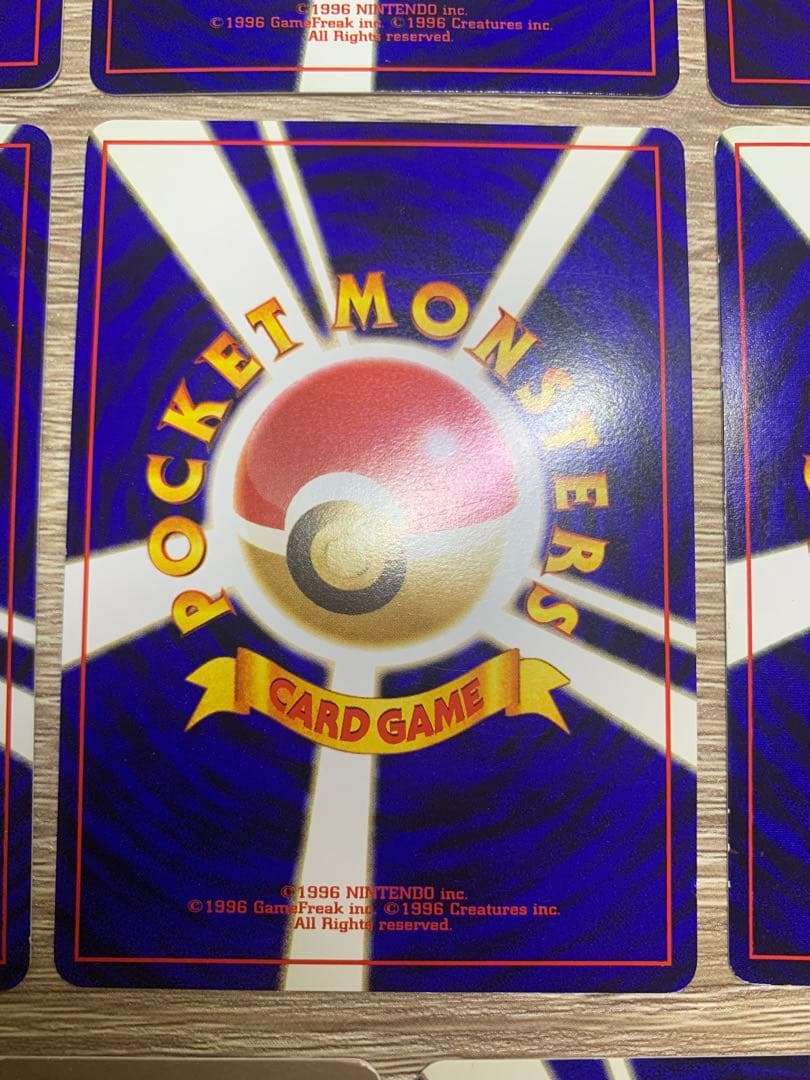 ©1996 NINTENDO inc.
©1996 GameFreak inc. ©1996 Creatures inc.
All Rights reserved.
POCKET MONSTERS
CARD GAME
©1996 NINTENDO inc.
©1996 GameFreak inc. ©1996 Creatures inc.
All Rights reserved.